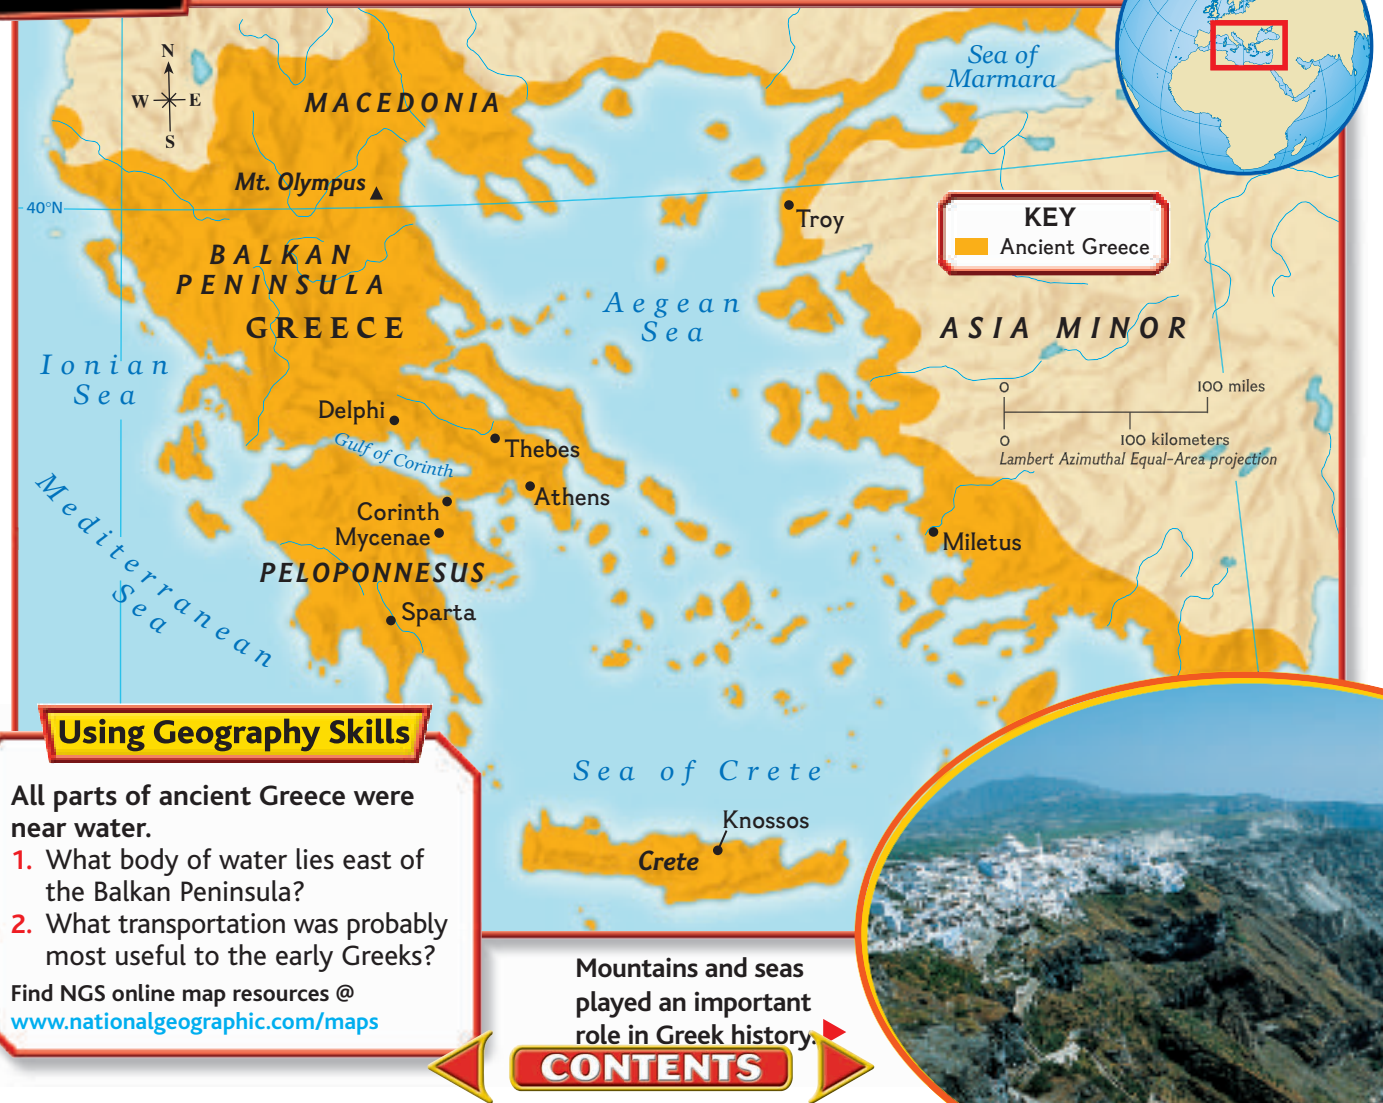 N
W E
S
MACEDONIA
Sea of
Marmara
Mt. Olympus
40°N
Troy
KEY
Ancient Greece
BALKAN
PENINSULA
GREECE
Aegean
Sea
ASIA MINOR
Ionian
Sea
0 100 miles
0 100 kilometers
Lambert Azimuthal Equal-Area projection
Delphi
Gulf of Corinth
Thebes
Athens
Corinth
Mycenae
Mediterranean
Sea
Miletus
PELOPONNESUS
Sparta
Sea of Crete
Knossos
Crete
Using Geography Skills
All parts of ancient Greece were
near water.
1. What body of water lies east of
the Balkan Peninsula?
2. What transportation was probably
most useful to the early Greeks?
Find NGS online map resources @
www.nationalgeographic.com/maps
Mountains and seas
played an important
role in Greek history.
CONTENTS